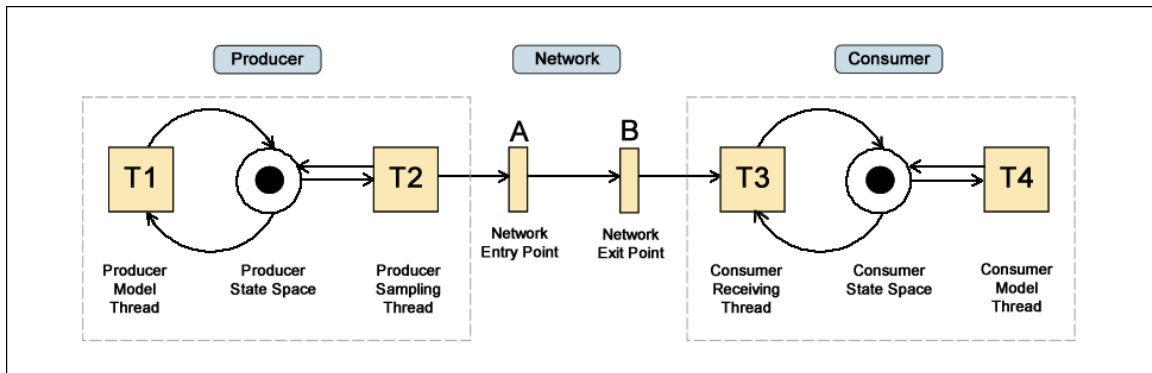 Producer
Network
Consumer
A
B
T1
T2
T3
T4
Producer
Model
Thread
Producer
State Space
Producer
Sampling
Thread
Network
Entry Point
Network
Exit Point
Consumer
Receiving
Thread
Consumer
State Space
Consumer
Model
Thread